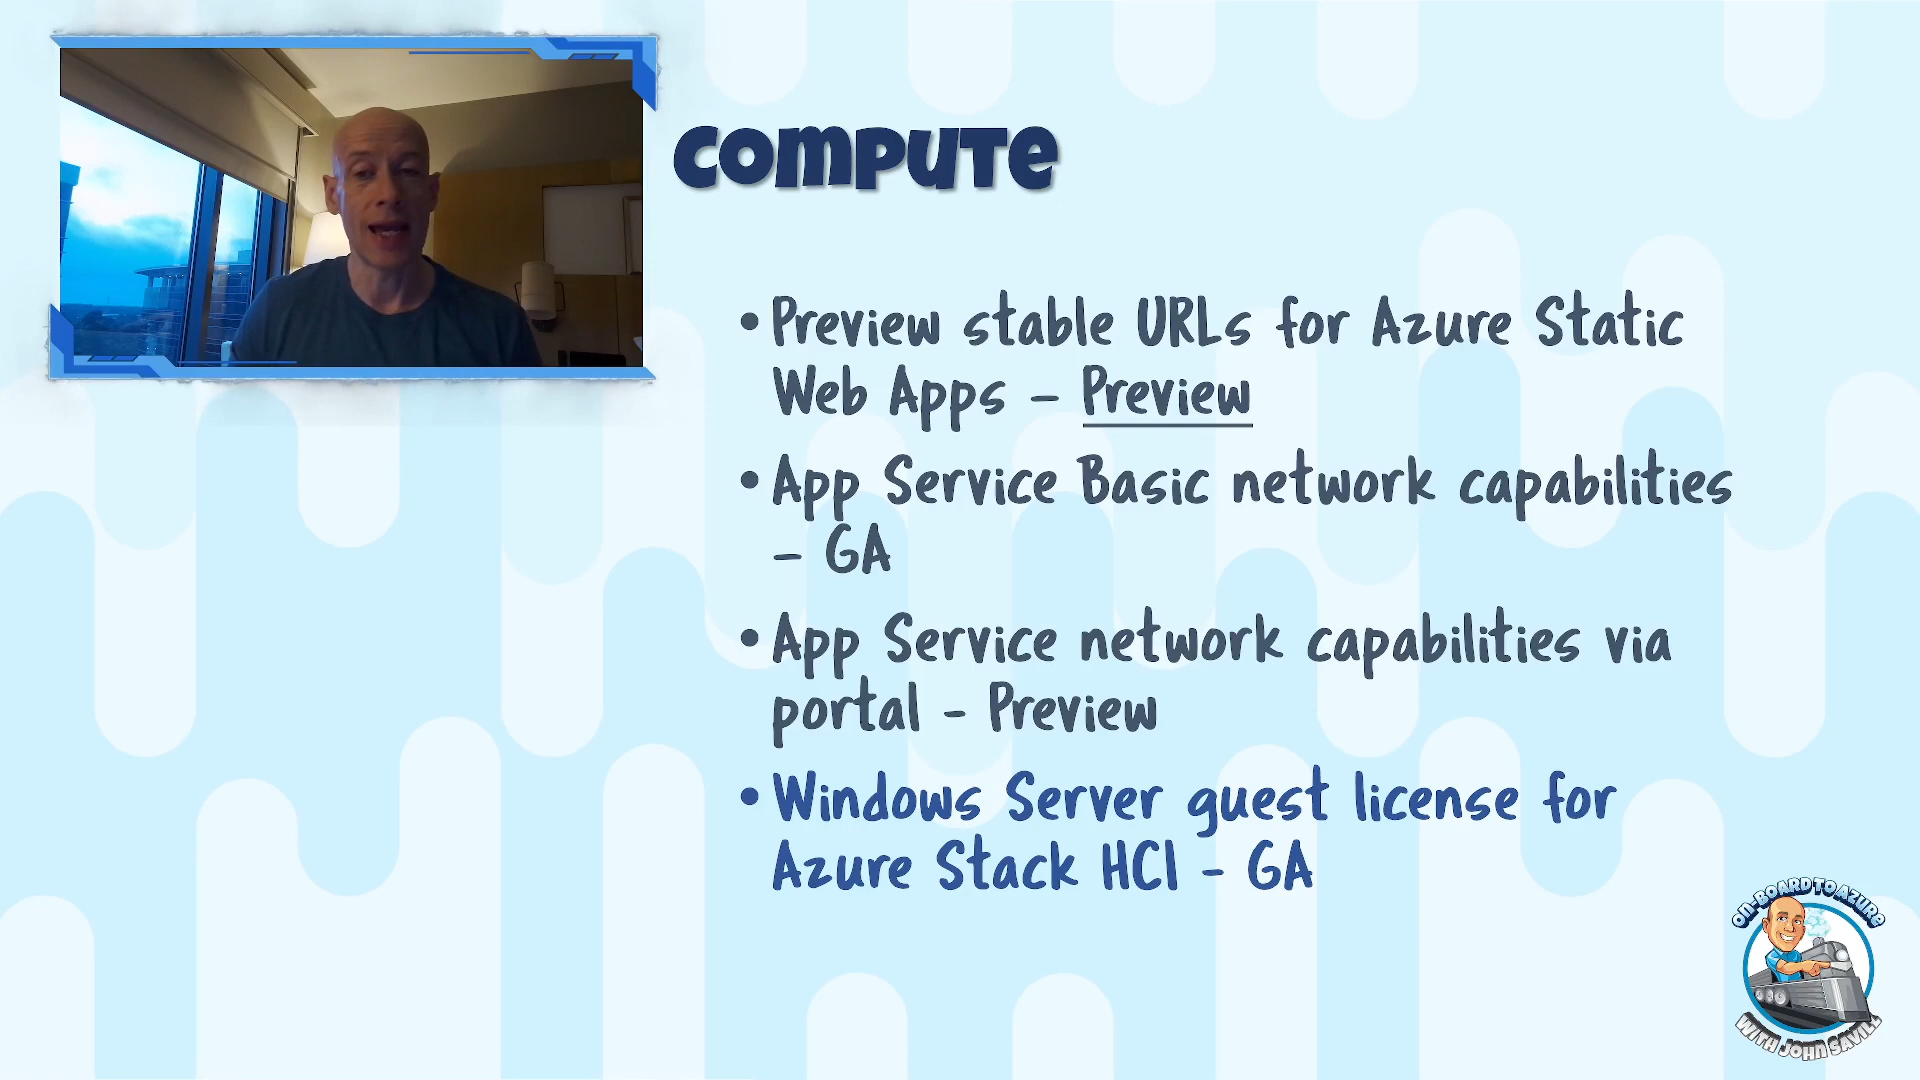 COMPUTE
• Preview stable URLs for Azure Static
Web Apps – Preview
• App Service Basic network capabilities
– GA
• App Service network capabilities via
portal - Preview
• Windows Server guest license for
Azure Stack HCI - GA
ON-BOARD TO AZURE
WITH JOHN SAVILL